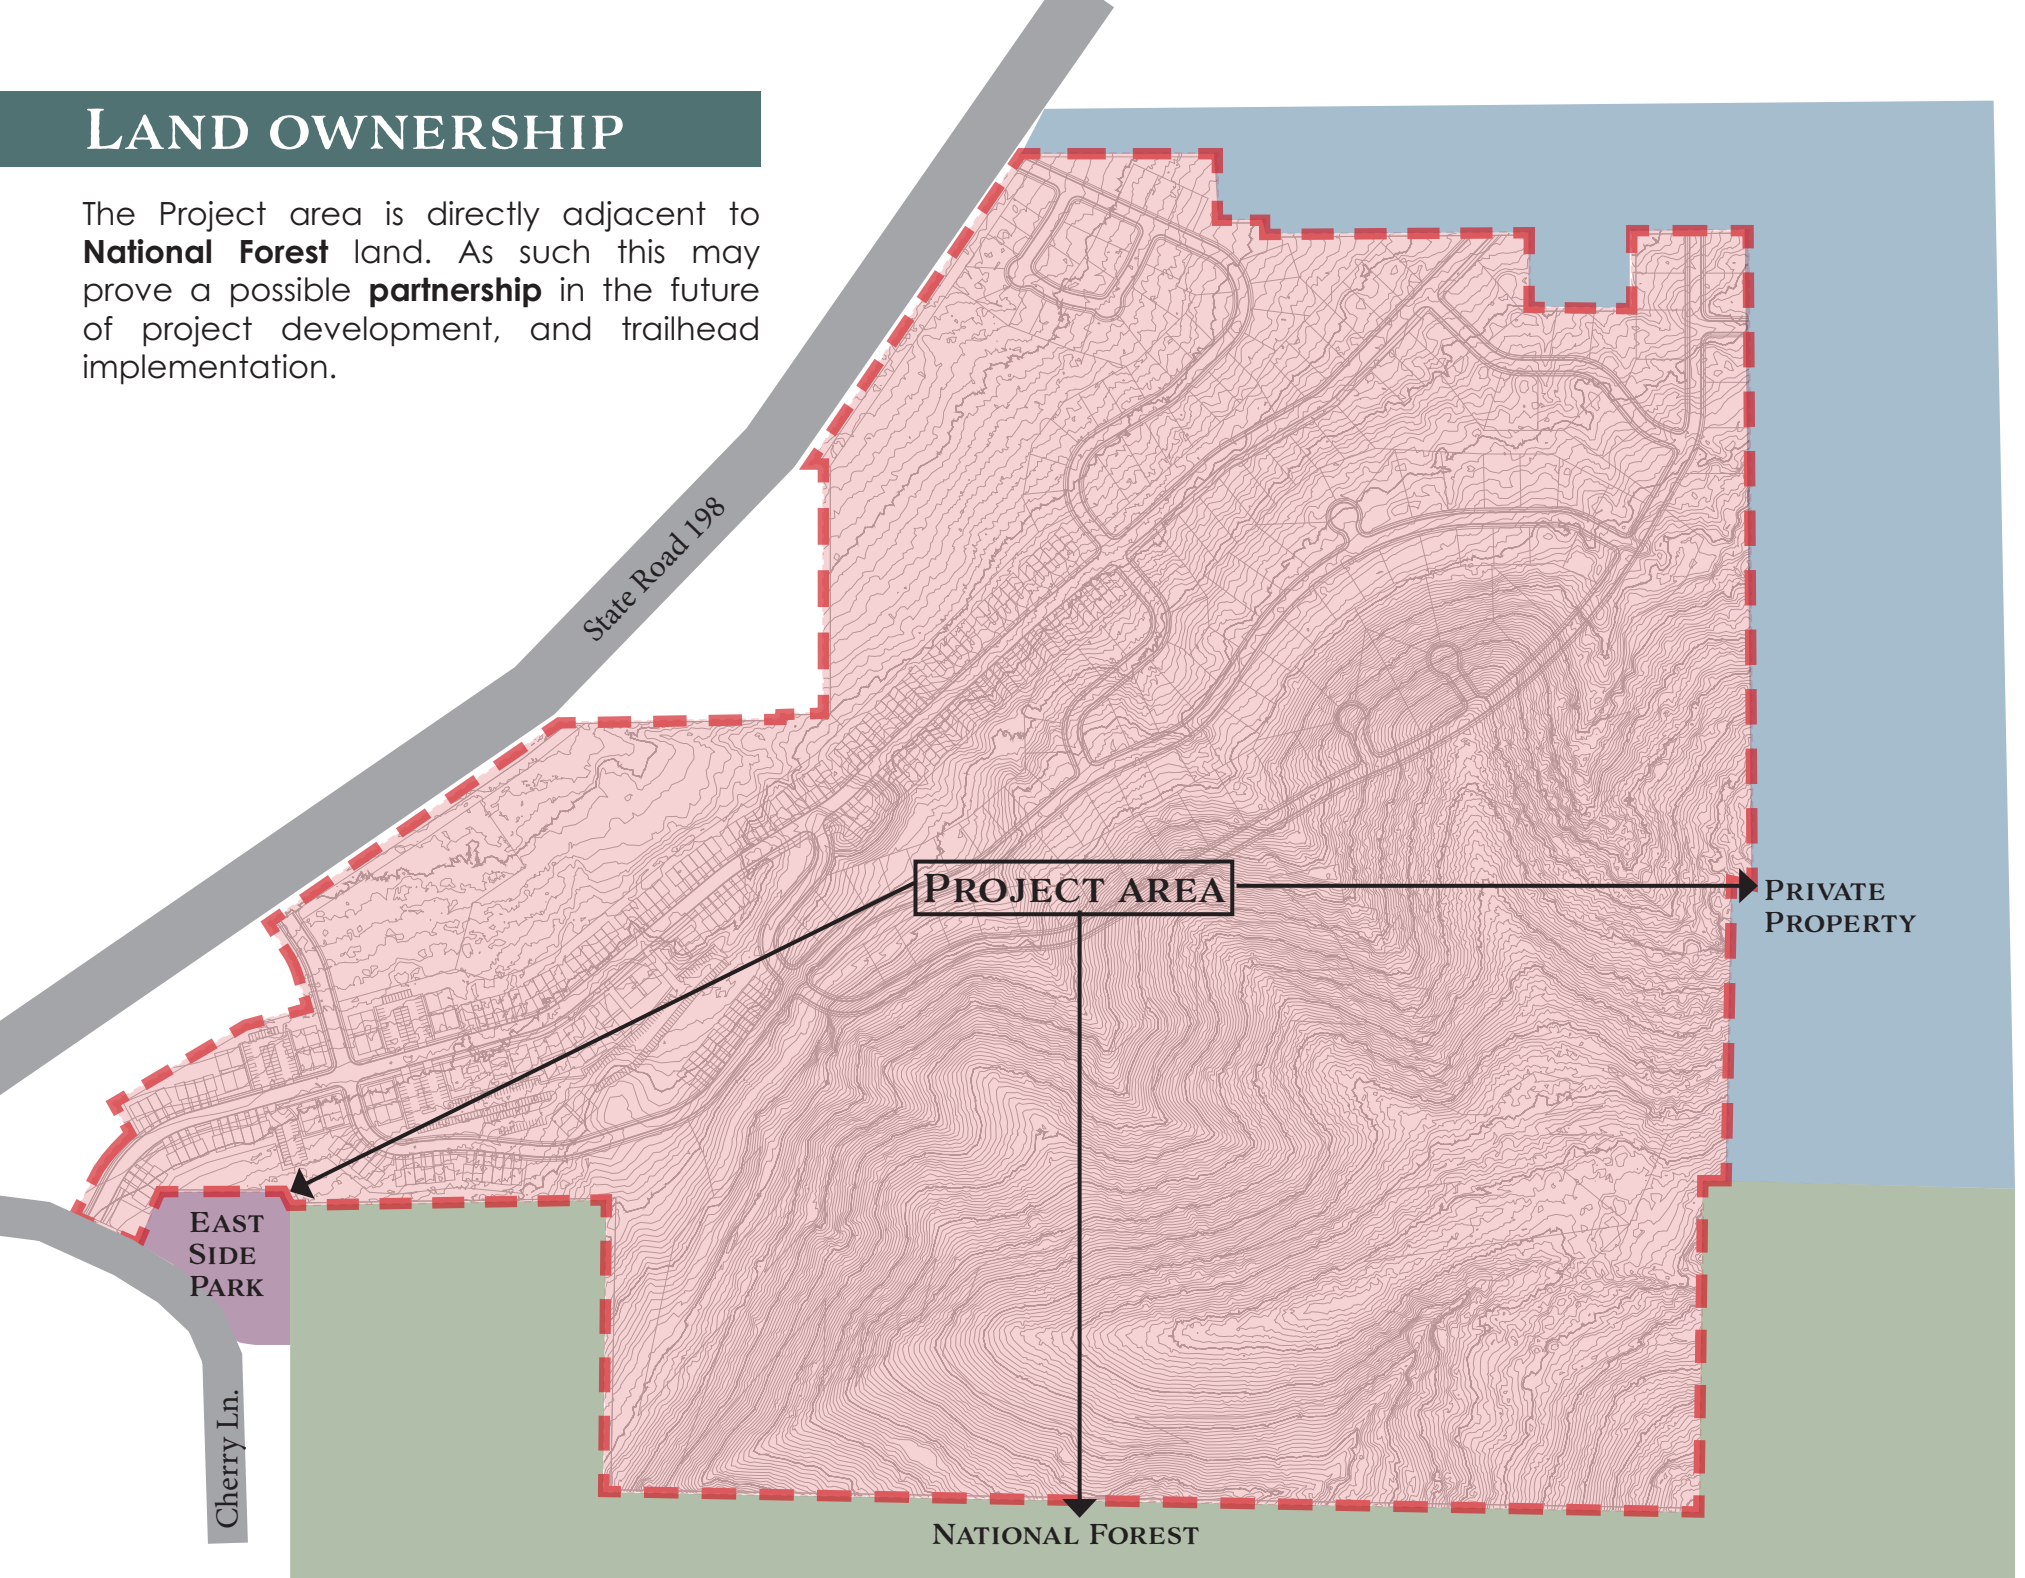 LAND OWNERSHIP
The Project area is directly adjacent to
National Forest land. As such this may
prove a possible partnership in the future
of project development, and trailhead
implementation.
State Road 198
PROJECT AREA
PRIVATE
PROPERTY
EAST
SIDE
PARK
Cherry Ln.
NATIONAL FOREST